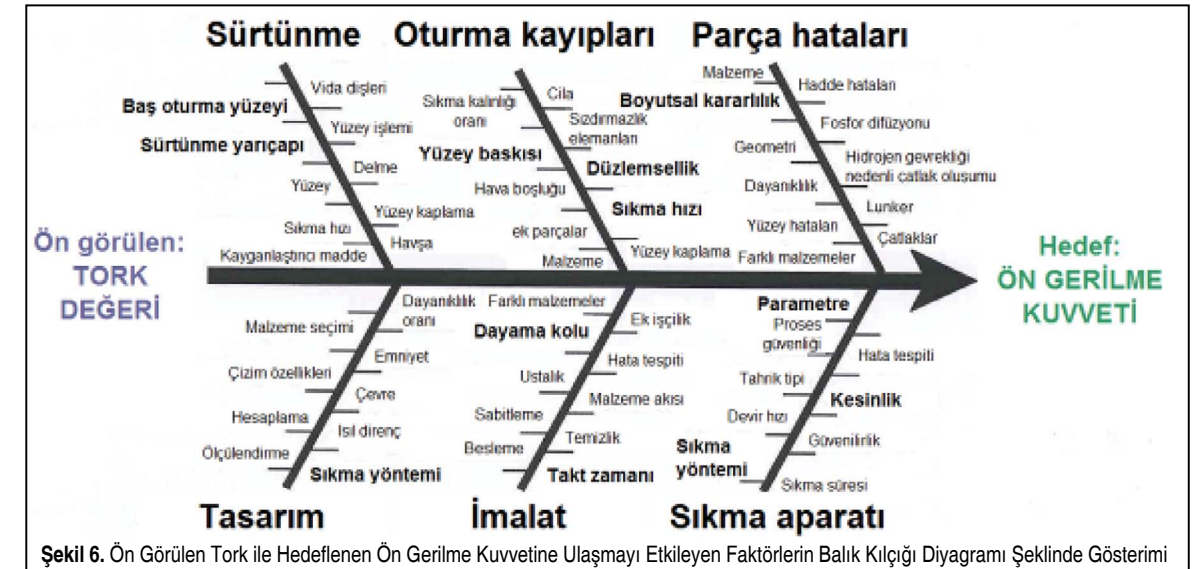 Sürtünme
Oturma kayıpları
Parça hataları
Vida dişleri
Baş oturma yüzeyi
Yüzey işlemi
Sürtünme yarıçapı
Delme
Yüzey
Yüzey kaplama
Sıkma hızı
Havşa
Kayganlaştırıcı madde
Sıkma kalınlığı
oranı
Çila
Sızdırmazlık
elemanları
Yüzey baskısı
Düzlemsellik
Hava boşluğu
Sıkma hızı
ek parçalar
Yüzey kaplama
Malzeme
Malzeme
Hadde hataları
Boyutsal kararlılık
Fosfor difüzyonu
Geometri
Hidrojen gevrekliği
nedenli çatlak oluşumu
Dayanıklılık
Lunker
Yüzey hataları
Çatlaklar
Farklı malzemeler
Ön görülen:
TORK
DEĞERİ
Hedef:
ÖN GERİLME
KUVVETİ
Dayanıklılık
oranı
Malzeme seçimi
Emniyet
Çizim özellikleri
Çevre
Hesaplama
Isıl direnç
Ölçülendirme
Sıkma yöntemi
Farklı malzemeler
Ek işçilik
Dayama kolu
Hata tespiti
Ustalık
Malzeme akısı
Sabitleme
Temizlik
Besleme
Takt zamanı
Parametre
Proses
güvenliği
Hata tespiti
Tahrik tipi
Kesinlik
Devir hızı
Güvenilirlik
Sıkma
yöntemi
Sıkma süresi
Tasarım
İmalat
Sıkma aparatı
Şekil 6. Ön Görülen Tork ile Hedeflenen Ön Gerilme Kuvvetine Ulaşmayı Etkileyen Faktörlerin Balık Kılçığı Diyagramı Şeklinde Gösterimi